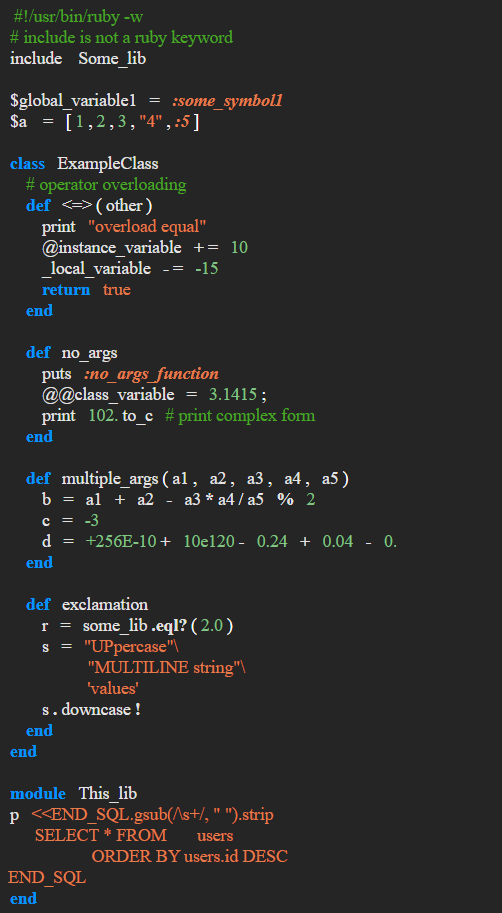 #!/usr/bin/ruby -w
# include is not a ruby keyword
include Some_lib

$global_variable1 = :some_symbol1
$a = [1,2,3,"4",:5]

class ExampleClass
  # operator overloading
  def <=>(other)
    print "overload equal"
    @instance_variable += 10
    _local_variable -= -15
    return true
  end

  def no_args
    puts :no_args_function
    @@class_variable = 3.1415;
    print 102.to_c # print complex form
  end

  def multiple_args(a1, a2, a3, a4, a5)
    b = a1 + a2 - a3*a4/a5 % 2
    c = -3
    d = +256E-10+ 10e120- 0.24 + 0.04 - 0.
  end

  def exclamation
    r = some_lib.eql?(2.0)
    s = "UPpercase"\
        "MULTILINE string"\
        'values'
    s.downcase!
  end
end

module This_lib
p <<END_SQL.gsub(/\s+/, " ").strip
   SELECT * FROM     users
          ORDER BY users.id DESC
END_SQL
end